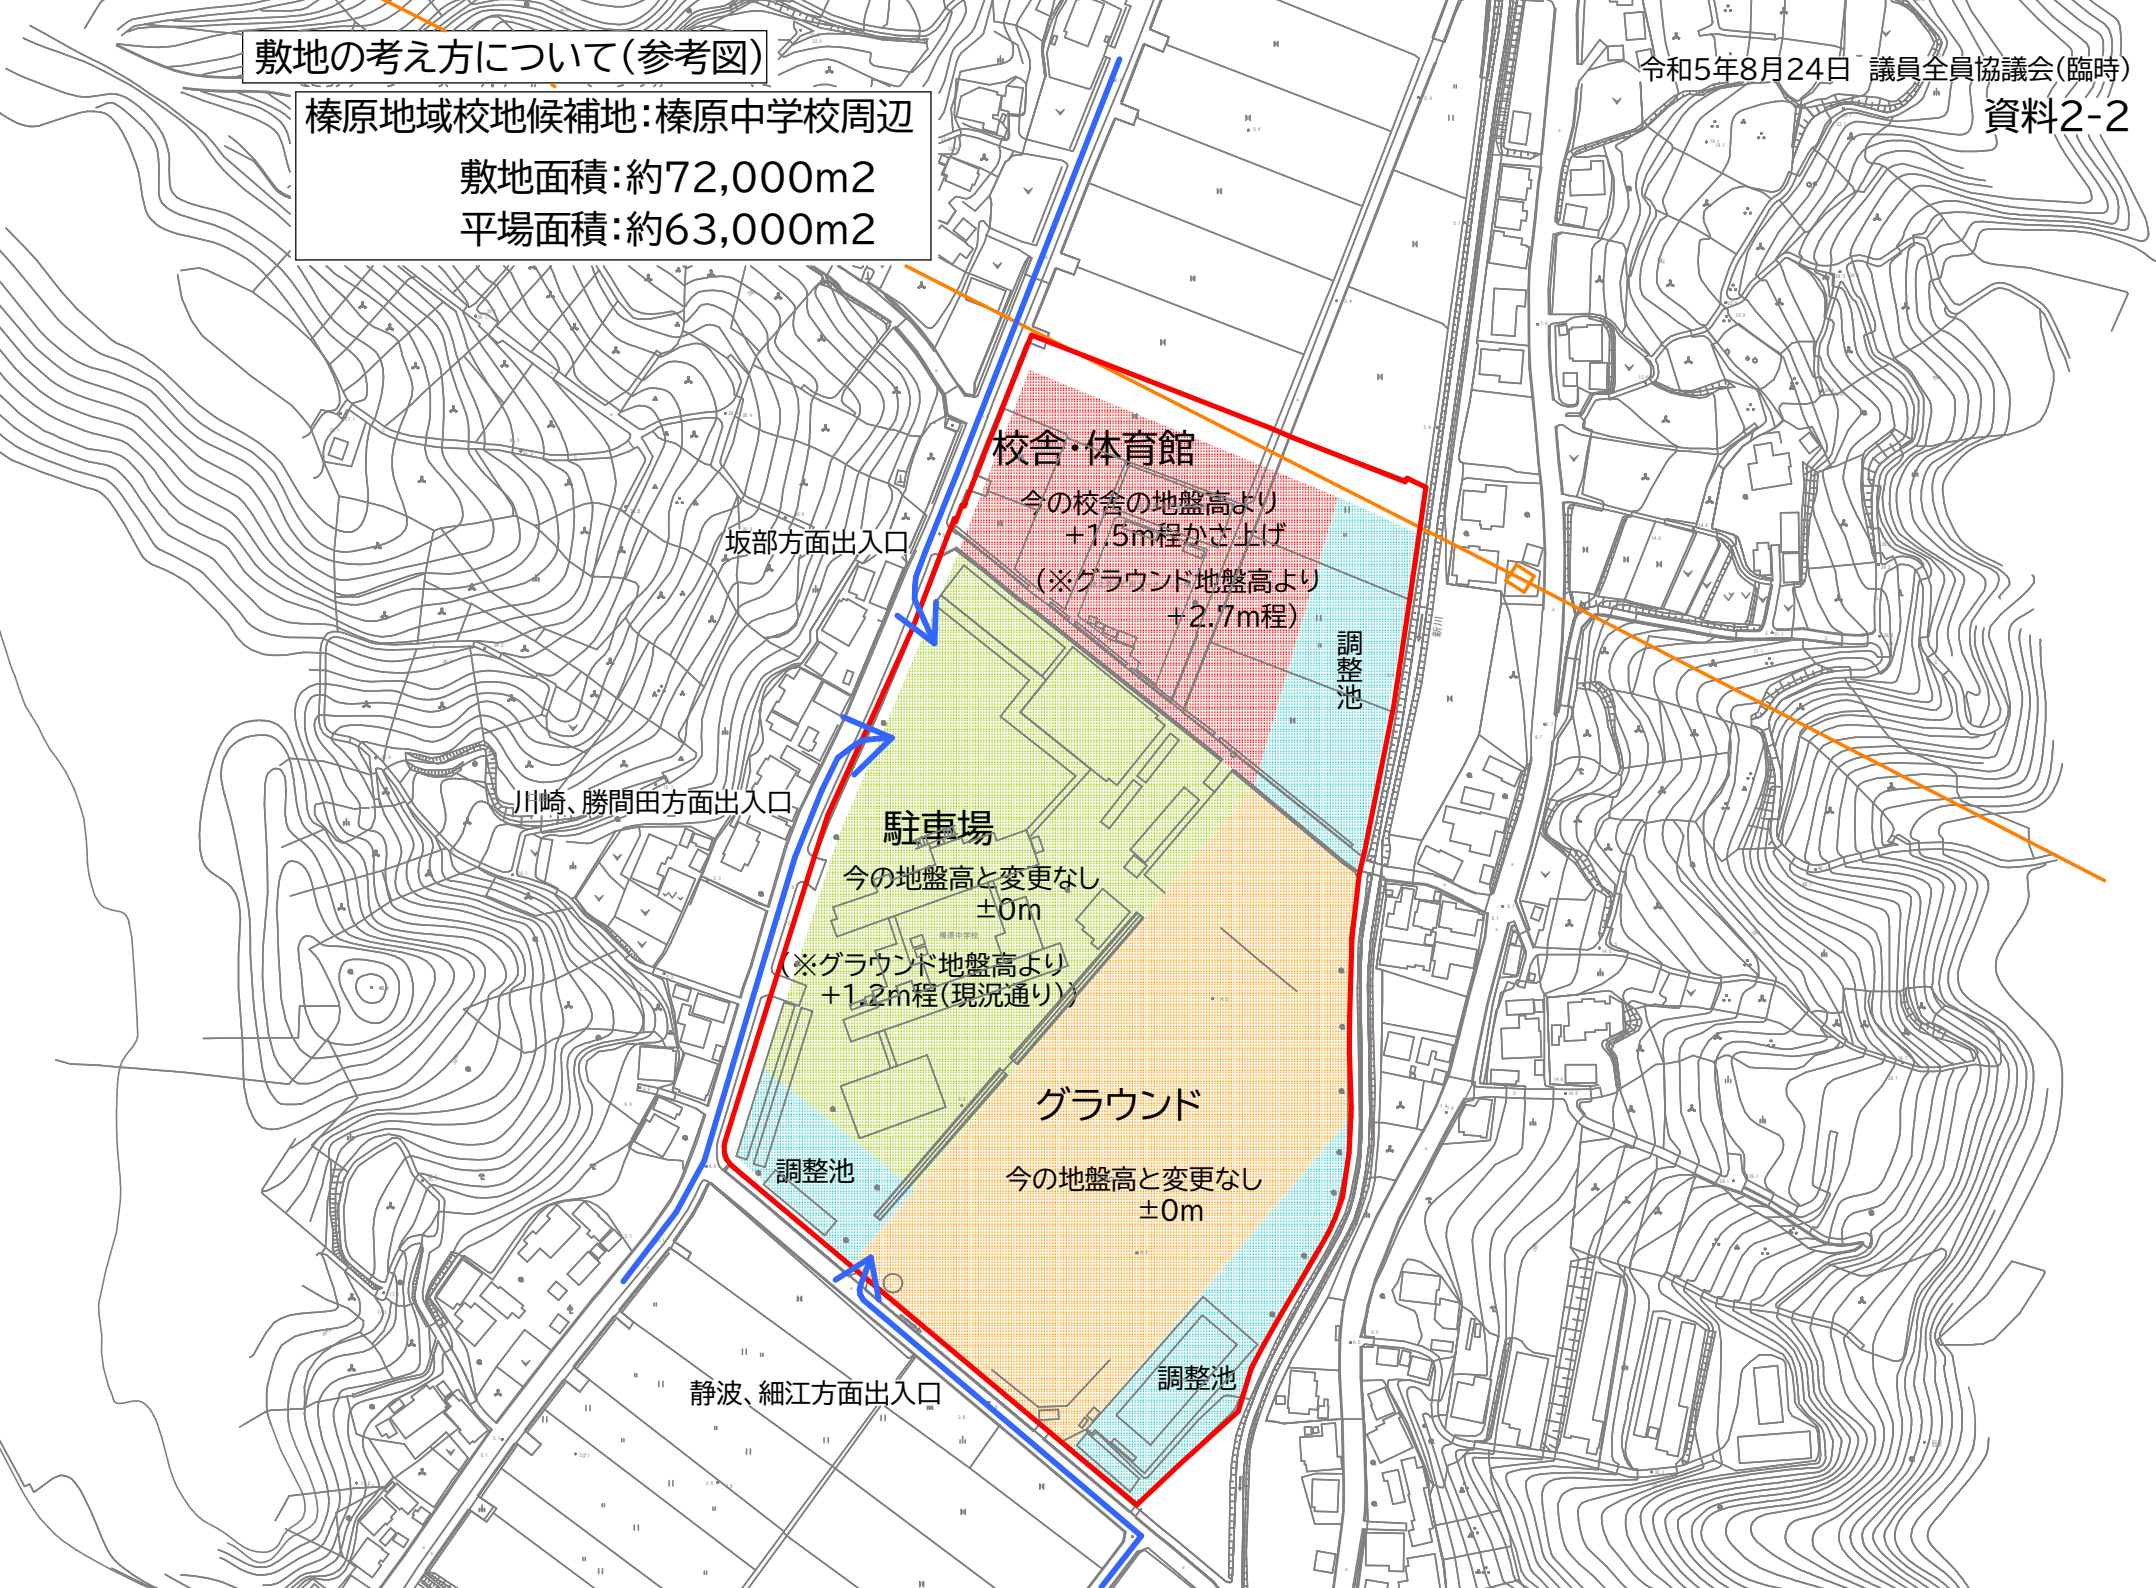 敷地の考え方について(参考図)
令和5年8月24日 議員全員協議会(臨時)
資料2-2
榛原地域校地候補地:榛原中学校周辺
敷地面積:約72,000m2
平場面積:約63,000m2
校舎・体育館
今の校舎の地盤高より
+1.5m程かさ上げ
(※グラウンド地盤高より
+2.7m程)
坂部方面出入口
調整池
新川
川崎、勝間田方面出入口
駐車場
今の地盤高と変更なし
±0m
榛原中学校
(※グラウンド地盤高より
+1.2m程(現況通り))
グラウンド
今の地盤高と変更なし
±0m
調整池
調整池
静波、細江方面出入口